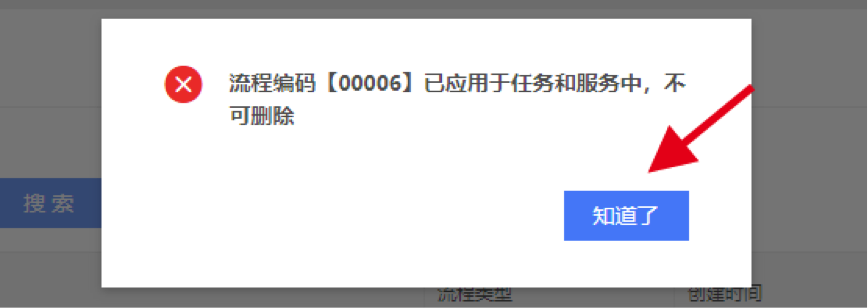 流程编码【00006】已应用于任务和服务中，不
可删除
搜 索
知道了
流程类型
创建时间